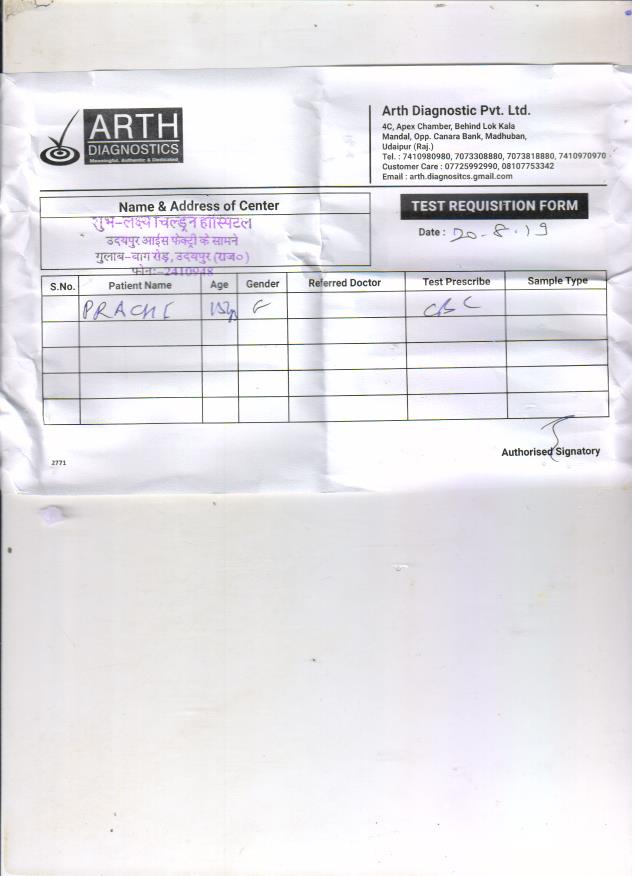 ARTH
DIAGNOSTICS
Meaningful, Authentic & Dedicated
Arth Diagnostic Pvt. Ltd.
4C, Apex Chamber, Behind Lok Kala
Mandal, Opp. Canara Bank, Madhuban,
Udaipur (Raj.)
Tel. : 7410980980, 7073308880, 7073818880, 7410970970
Customer Care : 07725992990, 08107753342
Email : arth.diagnositcs.gmail.com
Name & Address of Center
शुभ-लक्ष्य चिल्ड्रन हॉस्पिटल
उदयपुर आईस फेक्ट्री के सामने
गुलाब-बाग रोड़, उदयपुर (राज०)
फोन:-2410948
TEST REQUISITION FORM
Date : 20-8-19
S.No. Patient Name Age Gender Referred Doctor Test Prescribe Sample Type
PRACHI F CBC
Authorised Signatory
2771